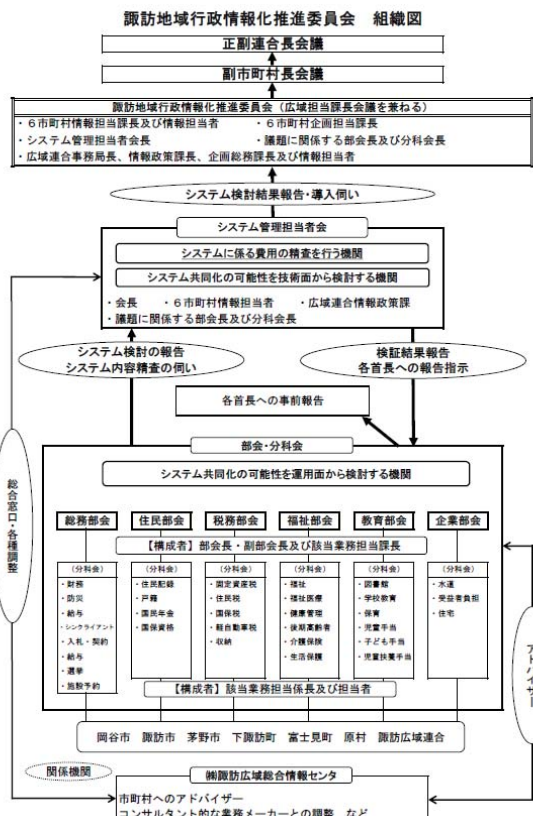 諏訪地域行政情報化推進委員会 組織図
正副連合長会議
副市町村長会議
諏訪地域行政情報化推進委員会（広域担当課長会議を兼ねる）
・６市町村情報担当課長及び情報担当者 ・６市町村企画担当課長
・システム管理担当者会長 ・議題に関係する部会長及び分科会長
・広域連合事務局長、情報政策課長、企画総務課長及び情報担当者
システム検討結果報告・導入伺い
システム管理担当者会
システムに係る費用の精査を行う機関
システム共同化の可能性を技術面から検討する機関
・会長 ・６市町村情報担当者 ・広域連合情報政策課
・議題に関係する部会長及び分科会長
システム検討の報告
システム内容精査の伺い
検証結果報告
各首長への報告指示
各首長への事前報告
総合窓口・各種調整
部会・分科会
システム共同化の可能性を運用面から検討する機関
総務部会 住民部会 税務部会 福祉部会 教育部会 企業部会
【構成者】部会長・副部会長及び該当業務担当課長
（分科会）
・財務
・防災
・給与
・シンクライアント
・入札・契約
・給与
・選挙
・施設予約
（分科会）
・住民記録
・戸籍
・国民年金
・国保資格
（分科会）
・固定資産税
・住民税
・国保税
・軽自動車税
・収納
（分科会）
・福祉
・福祉医療
・健康管理
・後期高齢者
・介護保険
・生活保護
（分科会）
・図書館
・学校教育
・保育
・児童手当
・子ども手当
・児童扶養手当
（分科会）
・水道
・受益者負担
・住宅
【構成者】該当業務担当係長及び担当者
アドバイザー
岡谷市 諏訪市 茅野市 下諏訪町 富士見町 原村 諏訪広域連合
関係機関
㈱諏訪広域総合情報センタ
市町村へのアドバイザー
コンサルタント的な業務メーカーとの調整 など